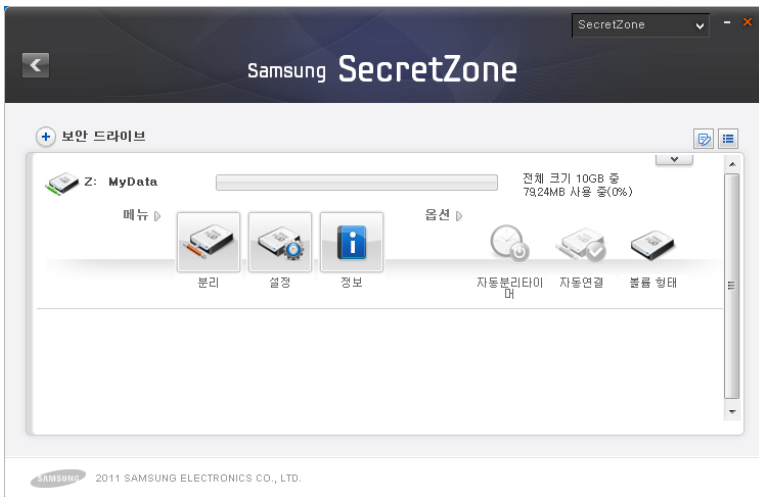 SecretZone
Samsung SecretZone
보안 드라이브
Z: MyData
전체 크기 10GB 중
79,24MB 사용 중(0%)
메뉴
옵션
분리
설정
정보
자동분리타이
머
자동연결
볼륨 형태
SAMSUNG 2011 SAMSUNG ELECTRONICS CO., LTD.